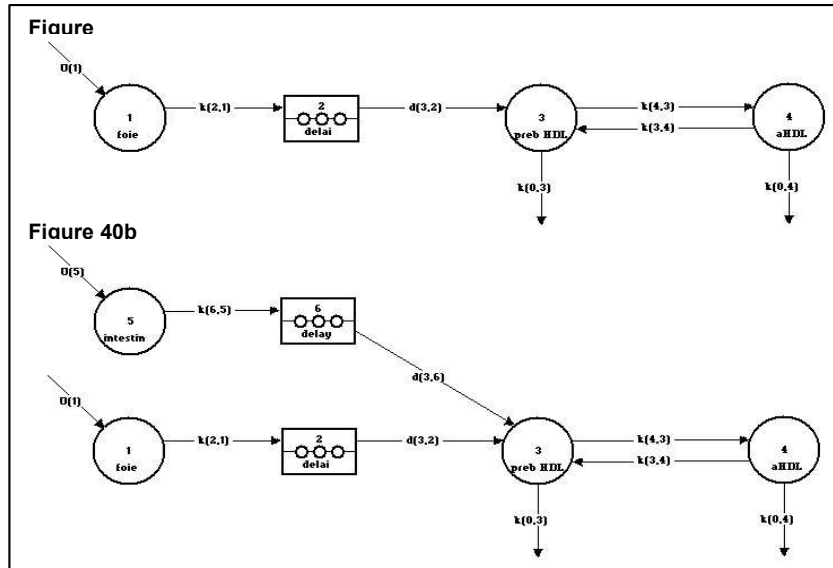 Figure
U(1)
1
foie
k(2,1)
2
delai
d(3,2)
3
preb HDL
k(4,3)
k(3,4)
4
aHDL
k(0,3)
k(0,4)
Figure 40b
U(5)
5
intestin
k(6,5)
6
delay
d(3,6)
U(1)
1
foie
k(2,1)
2
delai
d(3,2)
3
preb HDL
k(4,3)
k(3,4)
4
aHDL
k(0,3)
k(0,4)